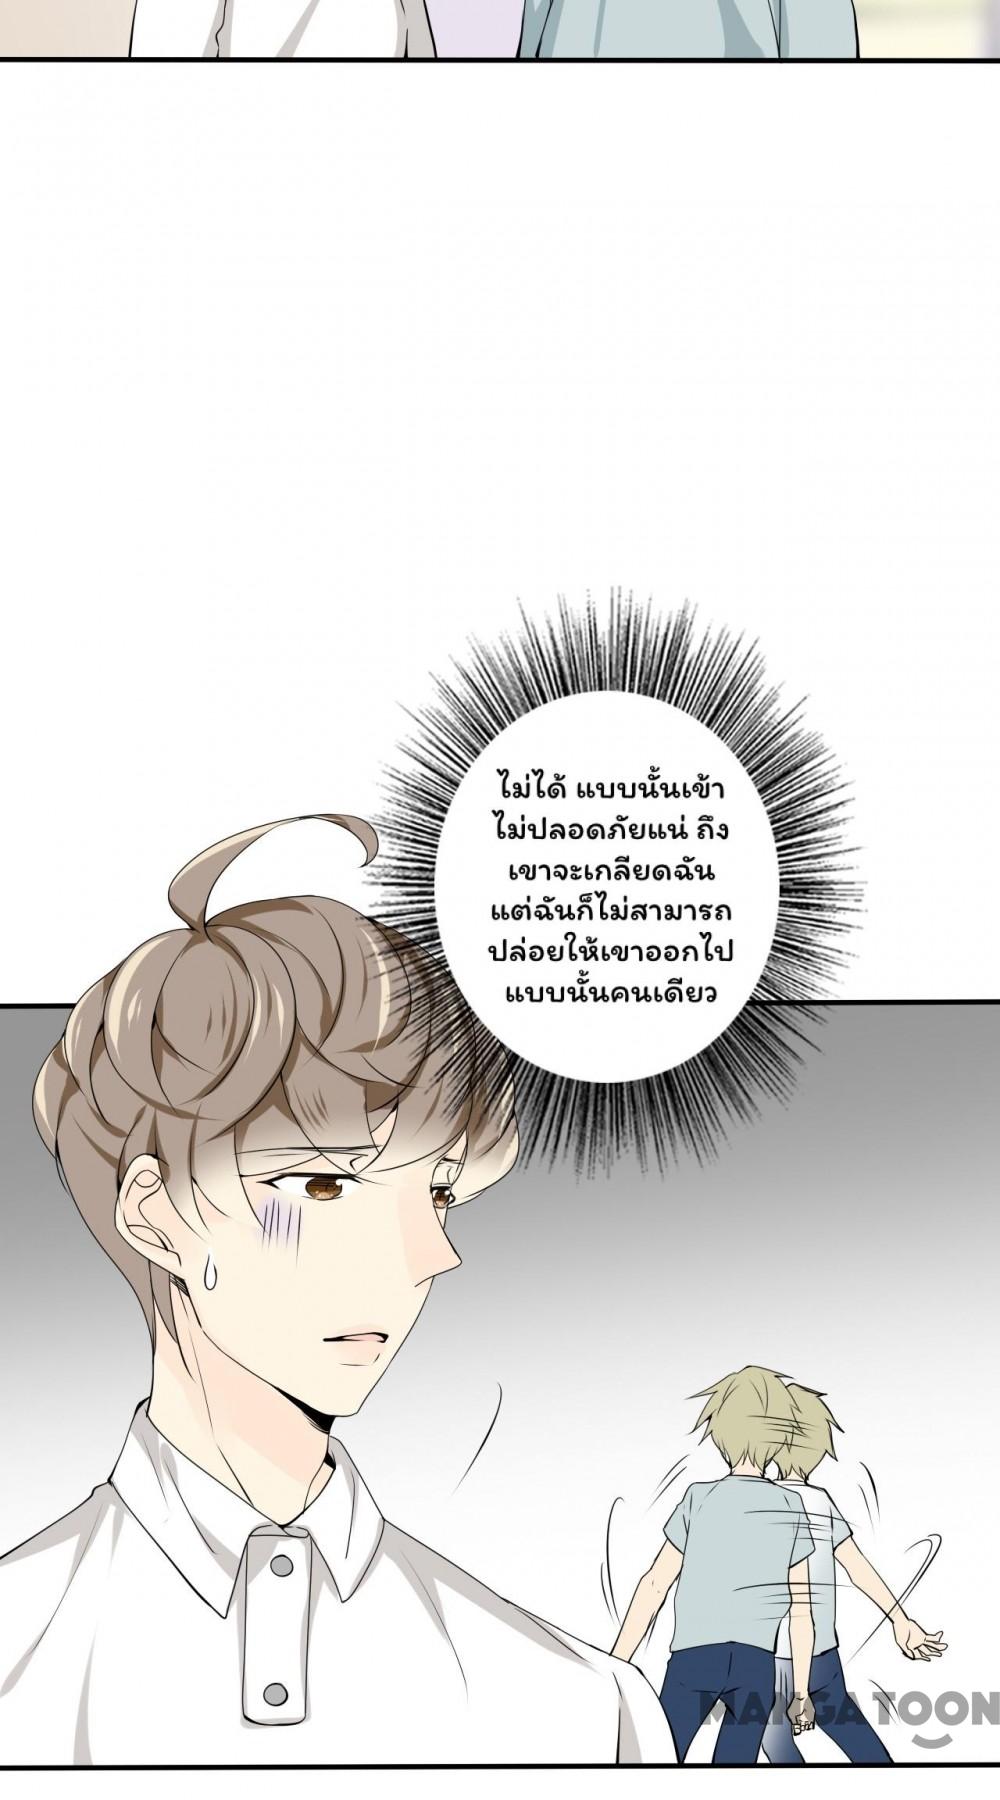 ไม่ได้ แบบนั้นเข้า
ไม่ปลอดภัยแน่ ถึง
เขาจะเกลียดฉัน
แต่ฉันก็ไม่สามารถ
ปล่อยให้เขาออกไป
แบบนั้นคนเดียว
MANGATOON